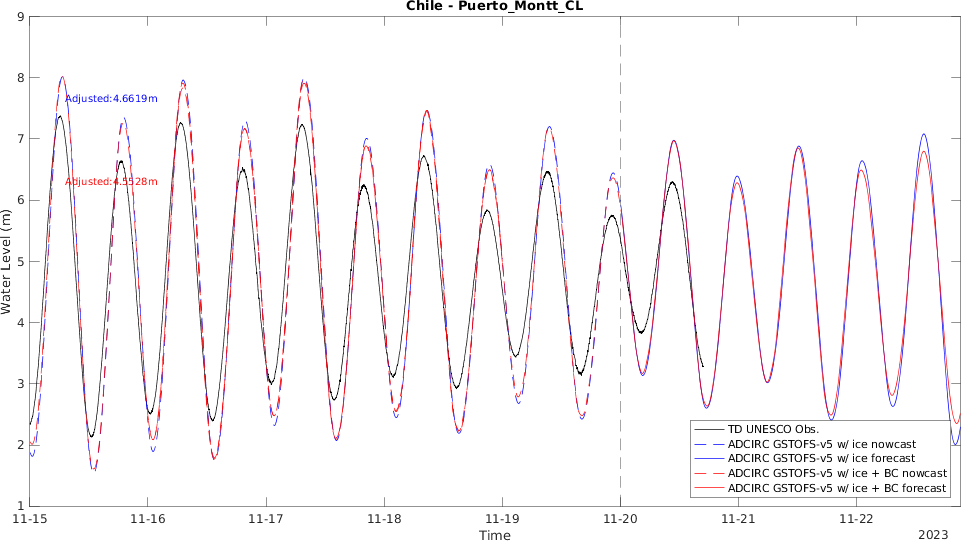 Chile - Puerto_Montt_CL
9
8
7
6
5
4
3
2
1
Water Level (m)
Adjusted:4.6619m
Adjusted:4.5528m
TD UNESCO Obs.
ADCIRC GSTOFS-v5 w/ ice nowcast
ADCIRC GSTOFS-v5 w/ ice forecast
ADCIRC GSTOFS-v5 w/ ice + BC nowcast
ADCIRC GSTOFS-v5 w/ ice + BC forecast
11-15 11-16 11-17 11-18 11-19 11-20 11-21 11-22
2023
Time